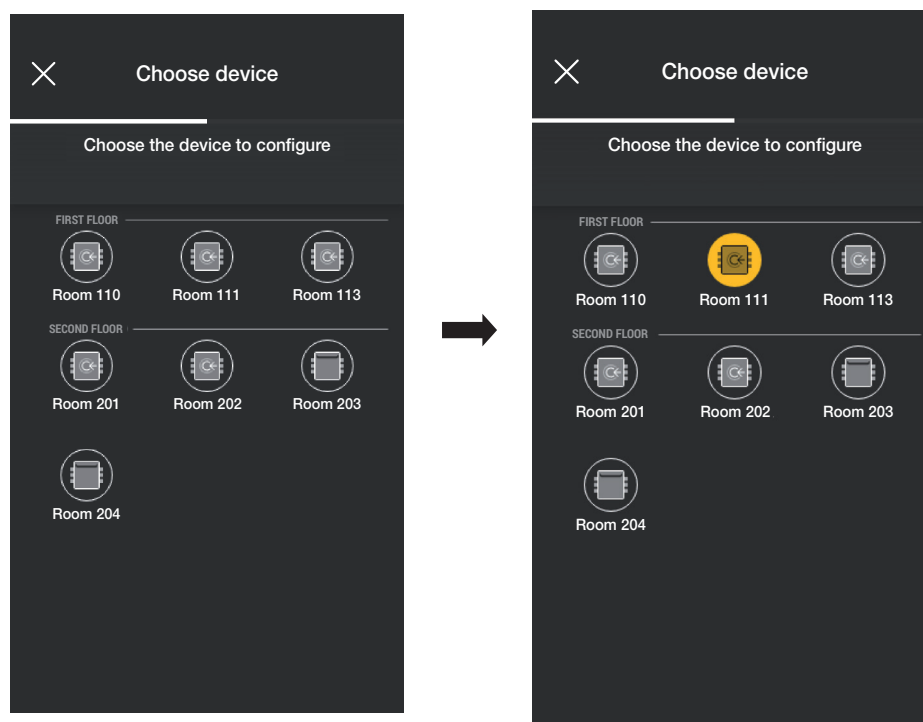 Choose device
Choose the device to configure
FIRST FLOOR
Room 110 Room 111 Room 113
SECOND FLOOR
Room 201 Room 202 Room 203
Room 204
Choose device
Choose the device to configure
FIRST FLOOR
Room 110 Room 111 Room 113
SECOND FLOOR
Room 201 Room 202 Room 203
Room 204